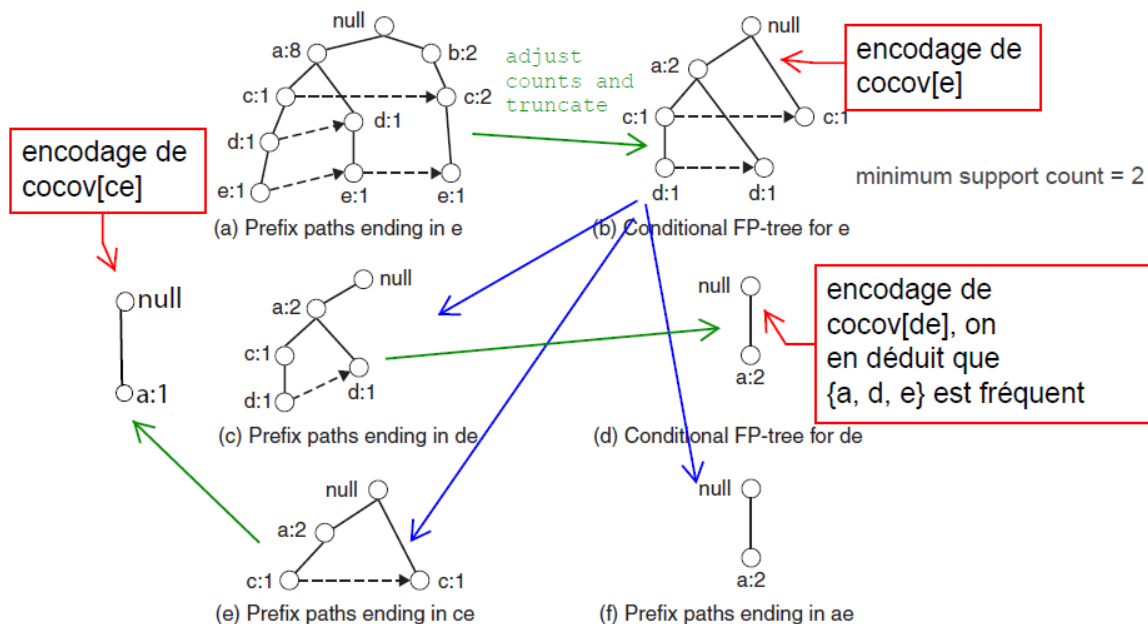 null
a:8
b:2
c:1
c:2
d:1
d:1
e:1
e:1
e:1
(a) Prefix paths ending in e
adjust
counts and
truncate
null
a:2
c:1
c:1
d:1
d:1
(b) Conditional FP-tree for e
encodage de
cocov[e]
minimum support count = 2
encodage de
cocov[ce]
null
a:1
null
a:2
c:1
d:1
d:1
(c) Prefix paths ending in de
null
a:2
(d) Conditional FP-tree for de
encodage de
cocov[de], on
en déduit que
{a, d, e} est fréquent
null
a:2
c:1
c:1
(e) Prefix paths ending in ce
null
a:2
(f) Prefix paths ending in ae